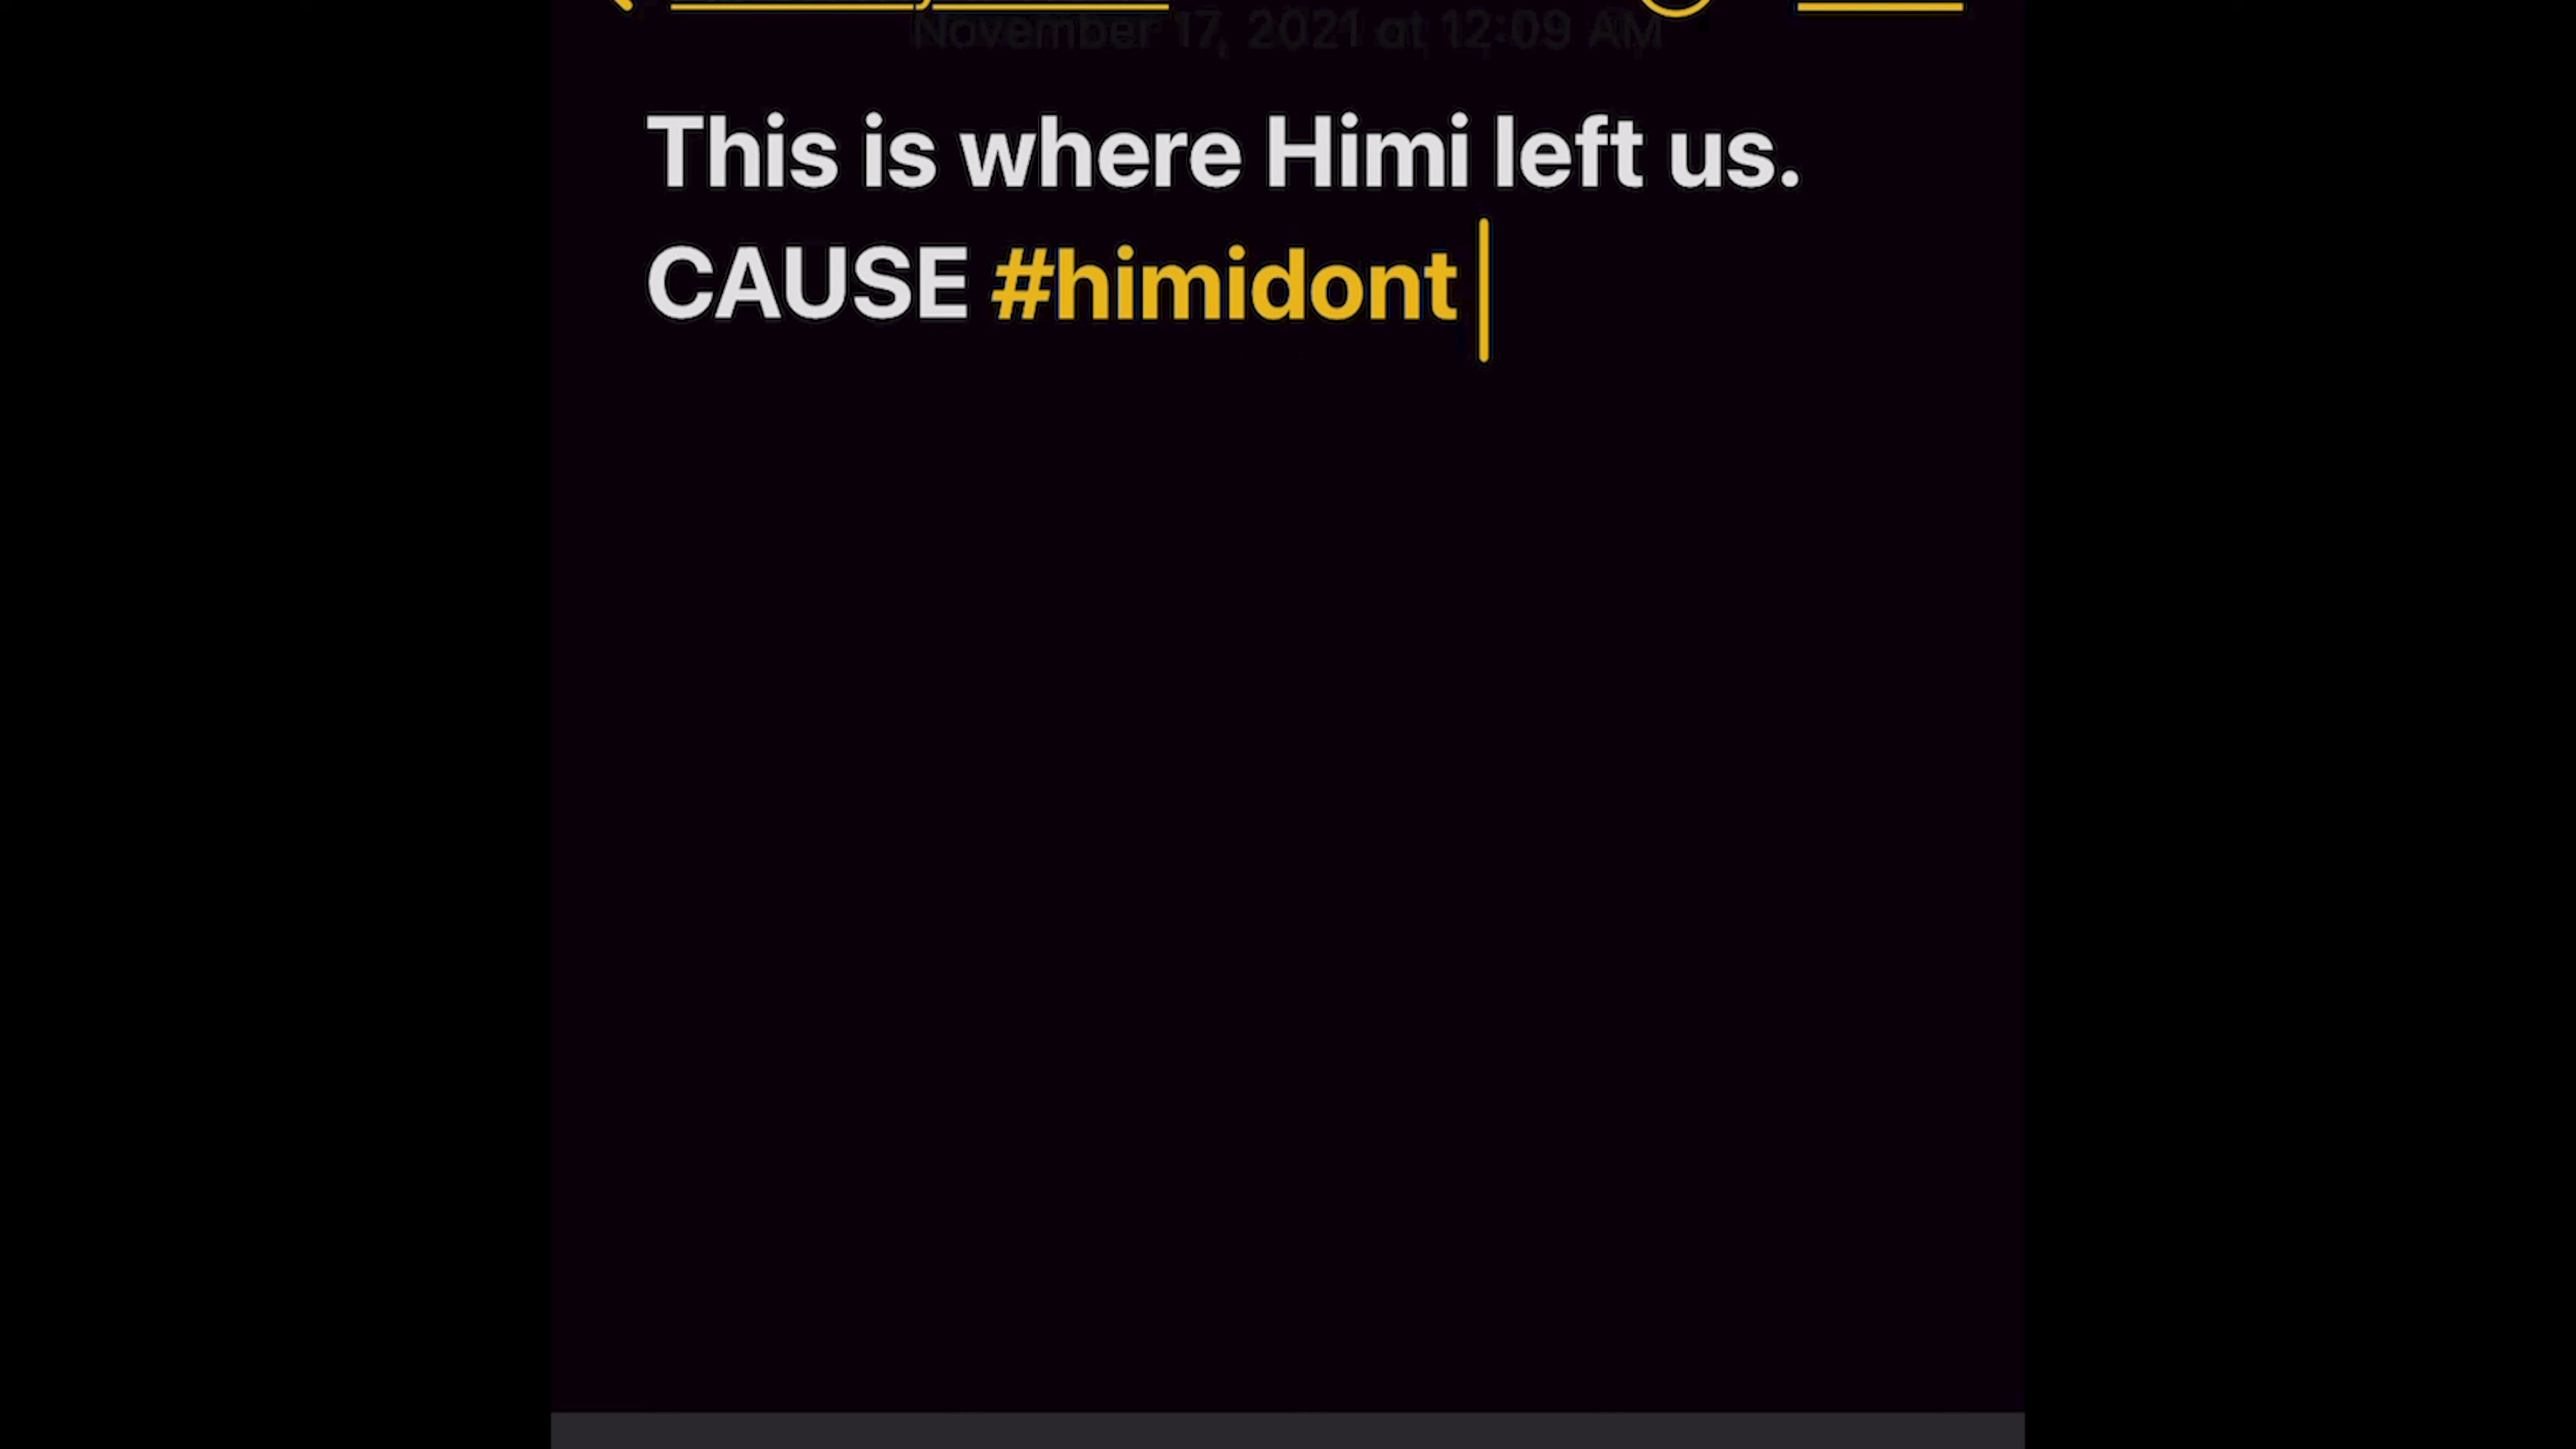 November 17, 2021 at 12:09 AM
This is where Himi left us.
CAUSE #himidont